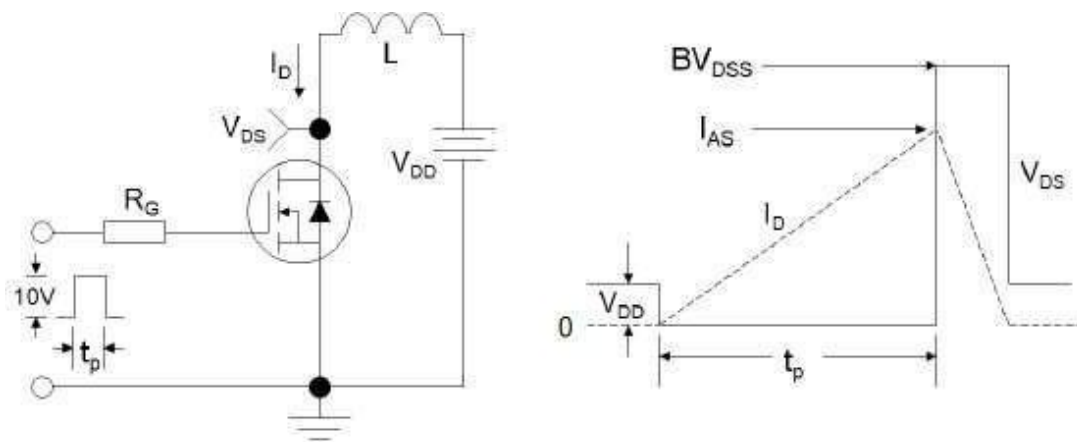 L
I_D
V_DS
V_DD
R_G
10V
t_p
BV_DSS
I_AS
V_DS
I_D
V_DD
0
t_p